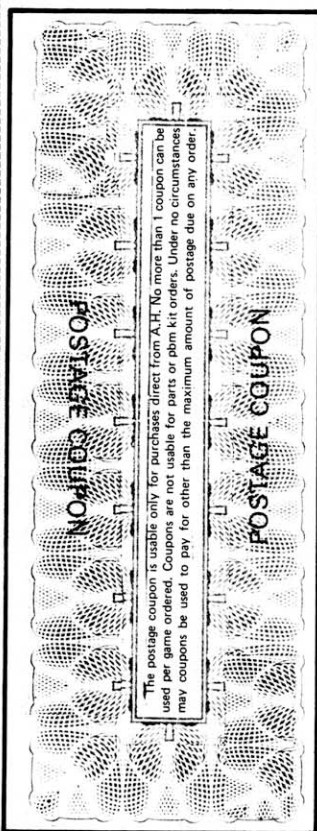 POSTAGE COUPON
The postage coupon is usable only for purchases direct from A.H. No more than 1 coupon can be
used per game ordered. Coupons are not usable for parts or pbm kit orders. Under no circumstances
may coupons be used to pay for other than the maximum amount of postage due on any order.
POSTAGE COUPON